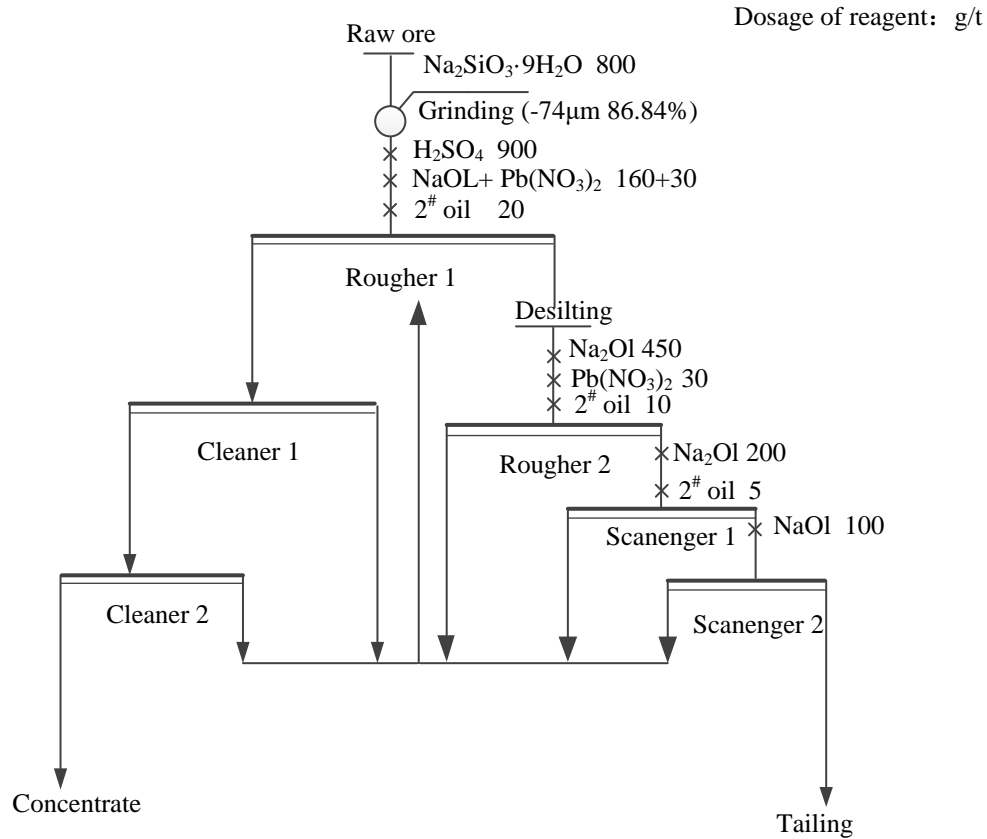 Dosage of reagent: g/t
Raw ore
Na₂SiO₃·9H₂O 800
Grinding (-74μm 86.84%)
H₂SO₄ 900
NaOL+ Pb(NO₃)₂ 160+30
2# oil 20
Rougher 1
Desilting
Na₂Ol 450
Pb(NO₃)₂ 30
2# oil 10
Cleaner 1
Rougher 2
Na₂Ol 200
2# oil 5
Scanenger 1
NaOl 100
Cleaner 2
Scanenger 2
Concentrate
Tailing